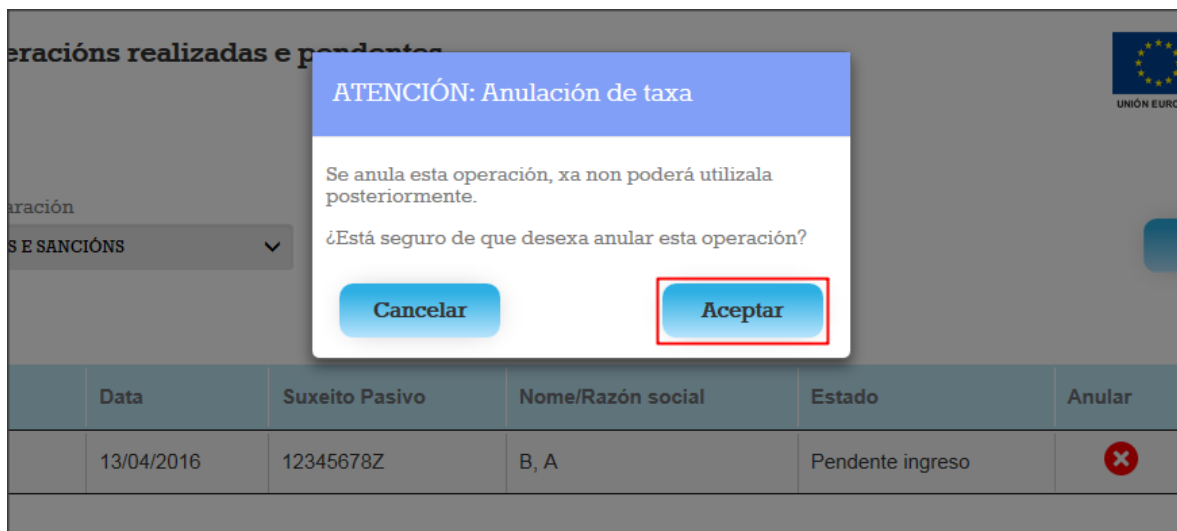 eracións realizadas e pendentes
ATENCIÓN: Anulación de taxa
UNIÓN EURO
Se anula esta operación, xa non poderá utilizala
posteriormente.
aración
S E SANCIÓNS
¿Está seguro de que desexa anular esta operación?
Cancelar Aceptar
Data Suxeito Pasivo Nome/Razón social Estado Anular
13/04/2016 12345678Z B, A Pendente ingreso